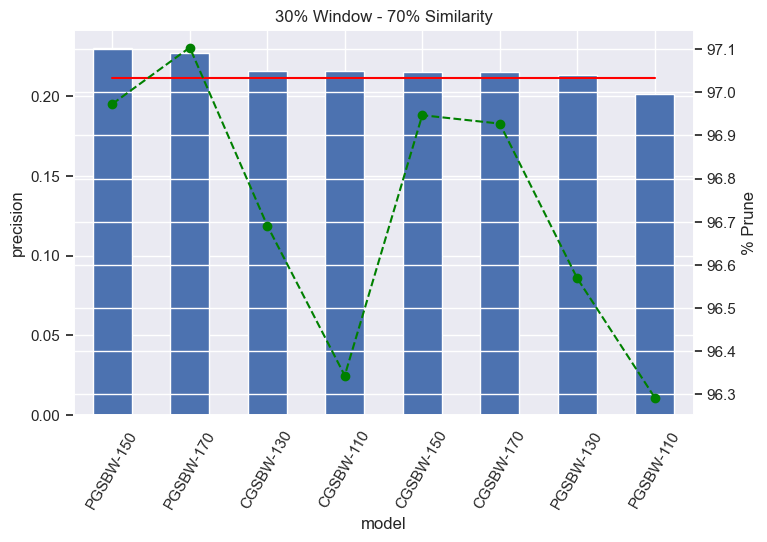 30% Window - 70% Similarity
precision
0.20
0.15
0.10
0.05
0.00
97.1
97.0
96.9
96.8
96.7
96.6
96.5
96.4
96.3
% Prune
PGSBW-150
PGSBW-170
CGSBW-130
CGSBW-110
CGSBW-150
CGSBW-170
PGSBW-130
PGSBW-110
model